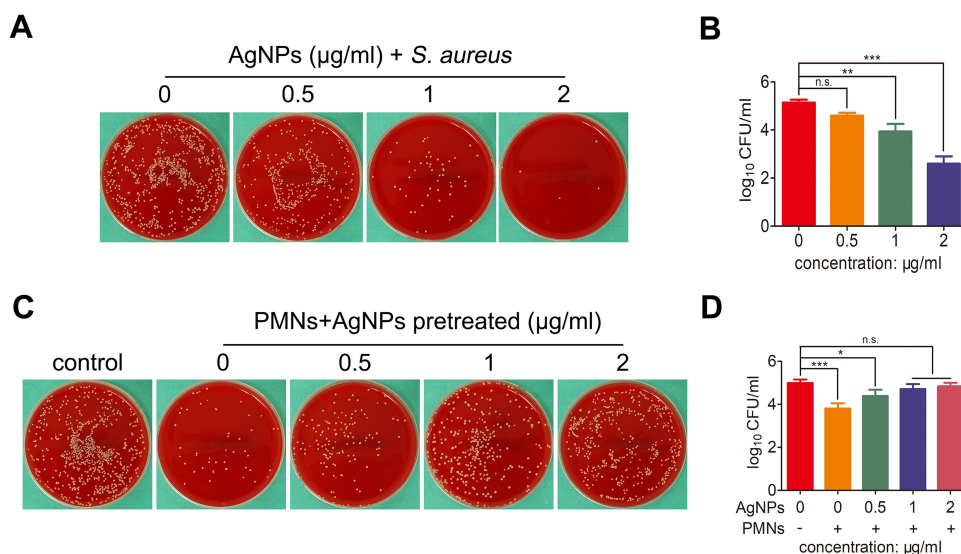 A
AgNPs (µg/ml) + S. aureus
0 0.5 1 2
B
***
**
n.s.
6
4
2
0
log10 CFU/ml
0 0.5 1 2
concentration: µg/ml
C
PMNs+AgNPs pretreated (µg/ml)
control 0 0.5 1 2
D
n.s.
*
***
6
4
2
0
log10 CFU/ml
AgNPs 0 0 0.5 1 2
PMNs - + + + +
concentration: µg/ml